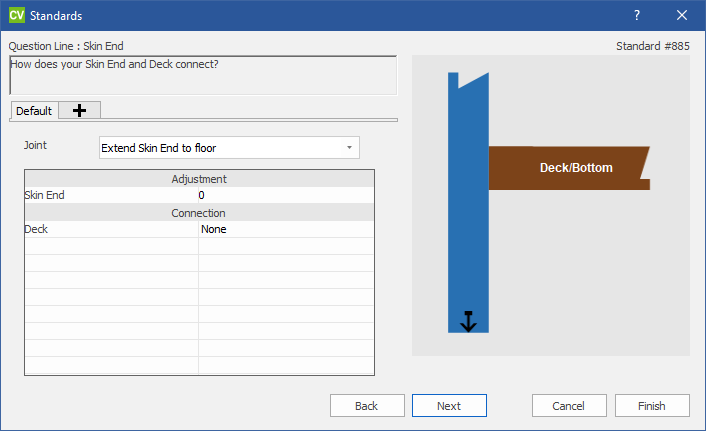 CV Standards ?
Question Line : Skin End
Standard #885
How does your Skin End and Deck connect?
Default
Joint
Extend Skin End to floor
Adjustment
Skin End 0
Connection
Deck None
Deck/Bottom
Back Next Cancel Finish